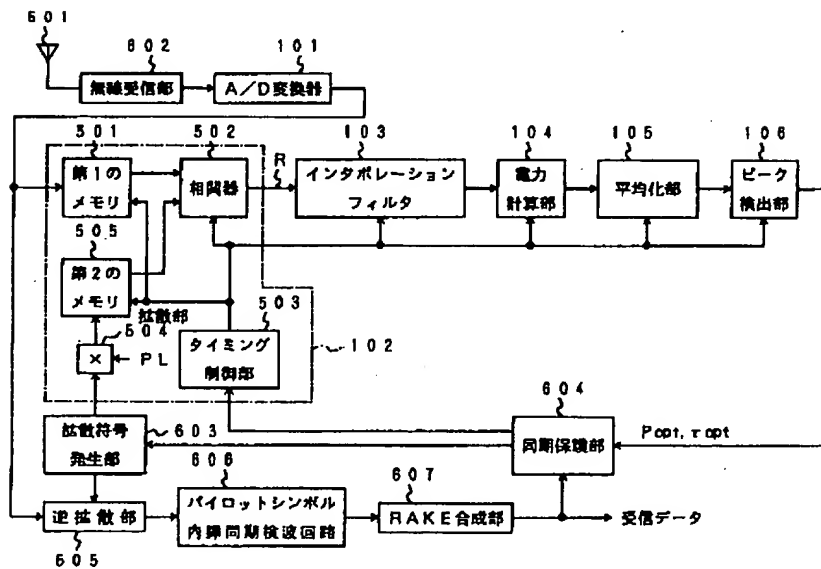 601
602
101
無線受信部
A/D変換器
501
502
103
104
105
106
第1の
メモリ
相関器
R
インタポレーション
フィルタ
電力
計算部
平均化部
ピーク
検出部
505
第2の
メモリ
拡散部
504
× PL
503
タイミング
制御部
102
604
拡散符号
発生部
603
同期保護部
Popt, τopt
606
607
逆拡散部
605
パイロットシンボル
内挿同期検波回路
RAKE合成部
受信データ